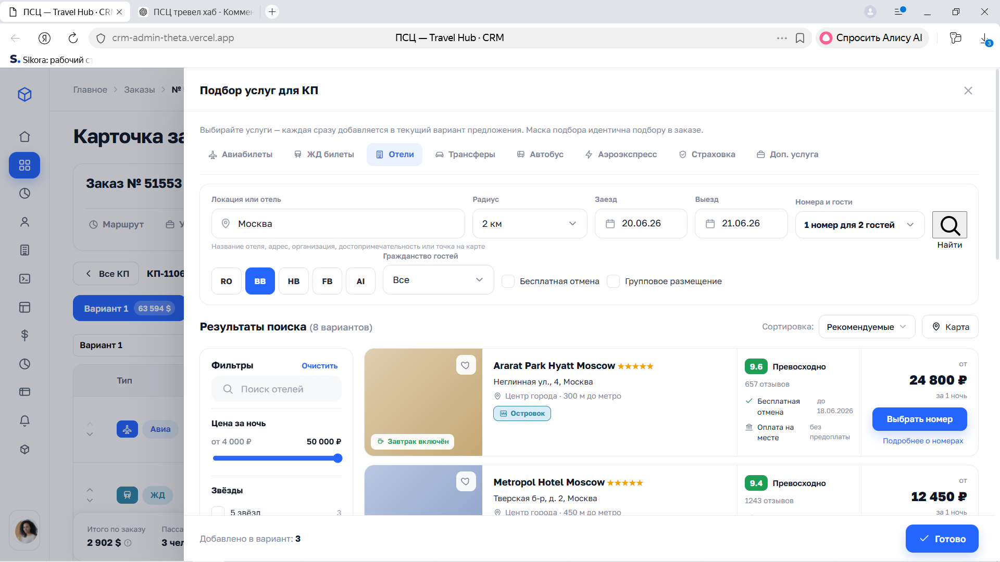 ПСЦ — Travel Hub · CRM
ПСЦ тревел хаб - Коммен
crm-admin-theta.vercel.app
ПСЦ — Travel Hub · CRM
Спросить Алису AI
3
S. Sikora: рабочий ст
Главное > Заказы > №
Подбор услуг для КП
Карточка за
Выбирайте услуги — каждая сразу добавляется в текущий вариант предложения. Маска подбора идентична подбору в заказе.
Авиабилеты ЖД билеты Отели Трансферы Автобус Аэроэкспресс Страховка Доп. услуга
Заказ № 51553
Маршрут У
Локация или отель Радиус Заезд Выезд Номера и гости
Москва 2 км 20.06.26 21.06.26 1 номер для 2 гостей
Найти
Название отеля, адрес, организация, достопримечательность или точка на карте
Гражданство гостей
RO BB HB FB AI Все Бесплатная отмена Групповое размещение
Все КП КП-1106
Вариант 1 63 594 $
Вариант 1
Тип
Авиа
ЖД
Результаты поиска (8 вариантов)
Сортировка: Рекомендуемые Карта
Фильтры Очистить
Поиск отелей
Цена за ночь
от 4 000 ₽ 50 000 ₽
Звёзды
5 звёзд 3
Завтрак включён
Ararat Park Hyatt Moscow ★★★★★
Неглинная ул., 4, Москва
Центр города · 300 м до метро
Островок
9.6 Превосходно
657 отзывов
Бесплатная отмена до 18.06.2026
Оплата на месте без предоплаты
от
24 800 ₽
за 1 ночь
Выбрать номер
Подробнее о номерах
Metropol Hotel Moscow ★★★★★
Тверская б-р, д. 2, Москва
Центр города · 450 м до метро
9.4 Превосходно
1243 отзывов
от
12 450 ₽
за 1 ночь
Итого по заказу Пасса
2 902 $ 3 чел
Добавлено в вариант: 3
Готово